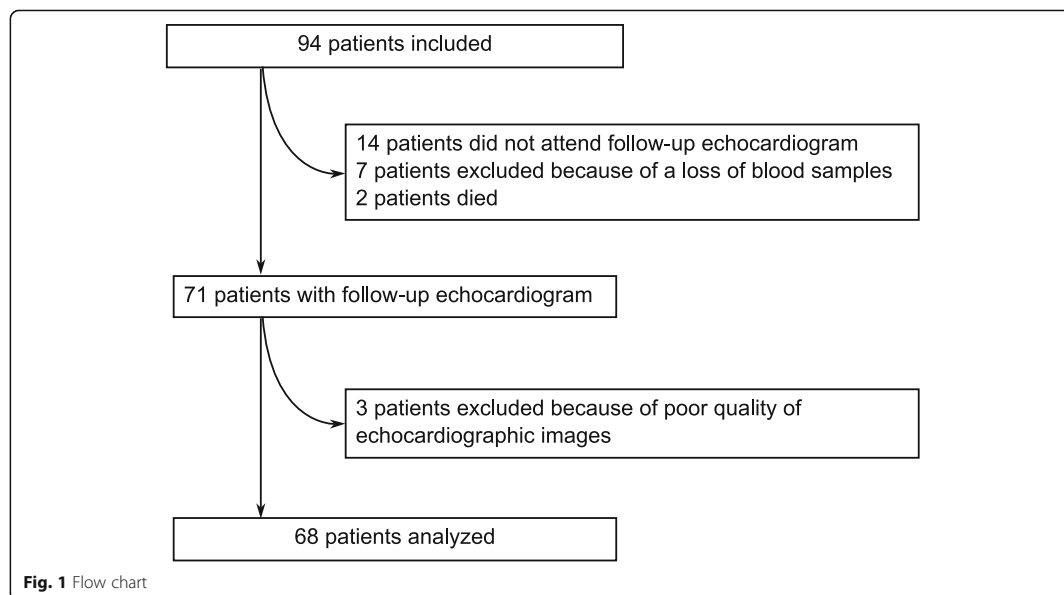 94 patients included
14 patients did not attend follow-up echocardiogram
7 patients excluded because of a loss of blood samples
2 patients died
71 patients with follow-up echocardiogram
3 patients excluded because of poor quality of
echocardiographic images
68 patients analyzed
Fig. 1 Flow chart